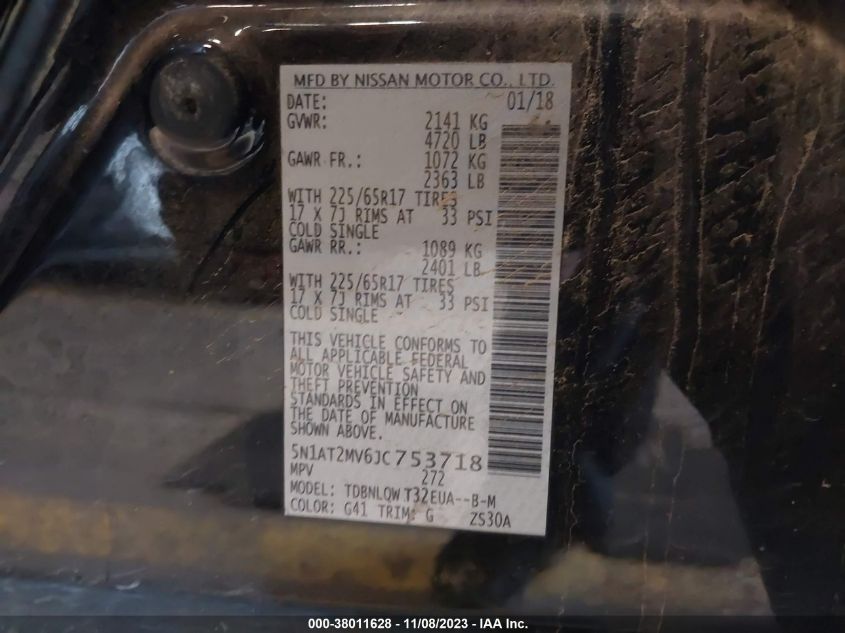 MFD BY NISSAN MOTOR CO., LTD.
DATE: 01/18
GVWR: 2141 KG
4720 LB
GAWR FR.: 1072 KG
2363 LB
WITH 225/65R17 TIRES
17 X 7J RIMS AT 33 PSI
COLD SINGLE
GAWR RR.: 1089 KG
2401 LB
WITH 225/65R17 TIRES
17 X 7J RIMS AT 33 PSI
COLD SINGLE
THIS VEHICLE CONFORMS TO
ALL APPLICABLE FEDERAL
MOTOR VEHICLE SAFETY AND
THEFT PREVENTION
STANDARDS IN EFFECT ON
THE DATE OF MANUFACTURE
SHOWN ABOVE.
5N1AT2MV6JC753718
MPV 272
MODEL: TDBNLQW T32EUA--B-M
COLOR: G41 TRIM: G ZS30A
000-38011628 - 11/08/2023 - IAA Inc.